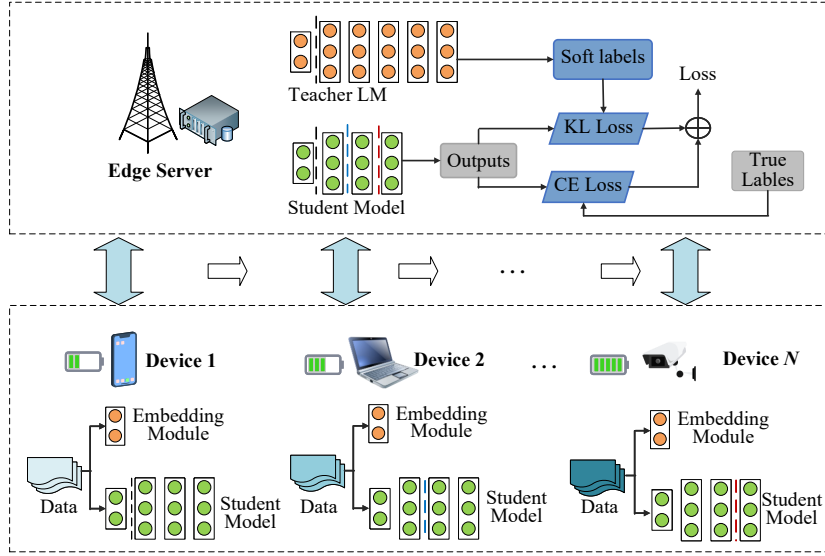 Soft labels
Loss
Teacher LM
KL Loss
Outputs
True
Lables
Edge Server
CE Loss
Student Model
...
Device 1
Device 2
...
Device N
Embedding
Module
Data
Student
Model
Embedding
Module
Data
Student
Model
Embedding
Module
Data
Student
Model